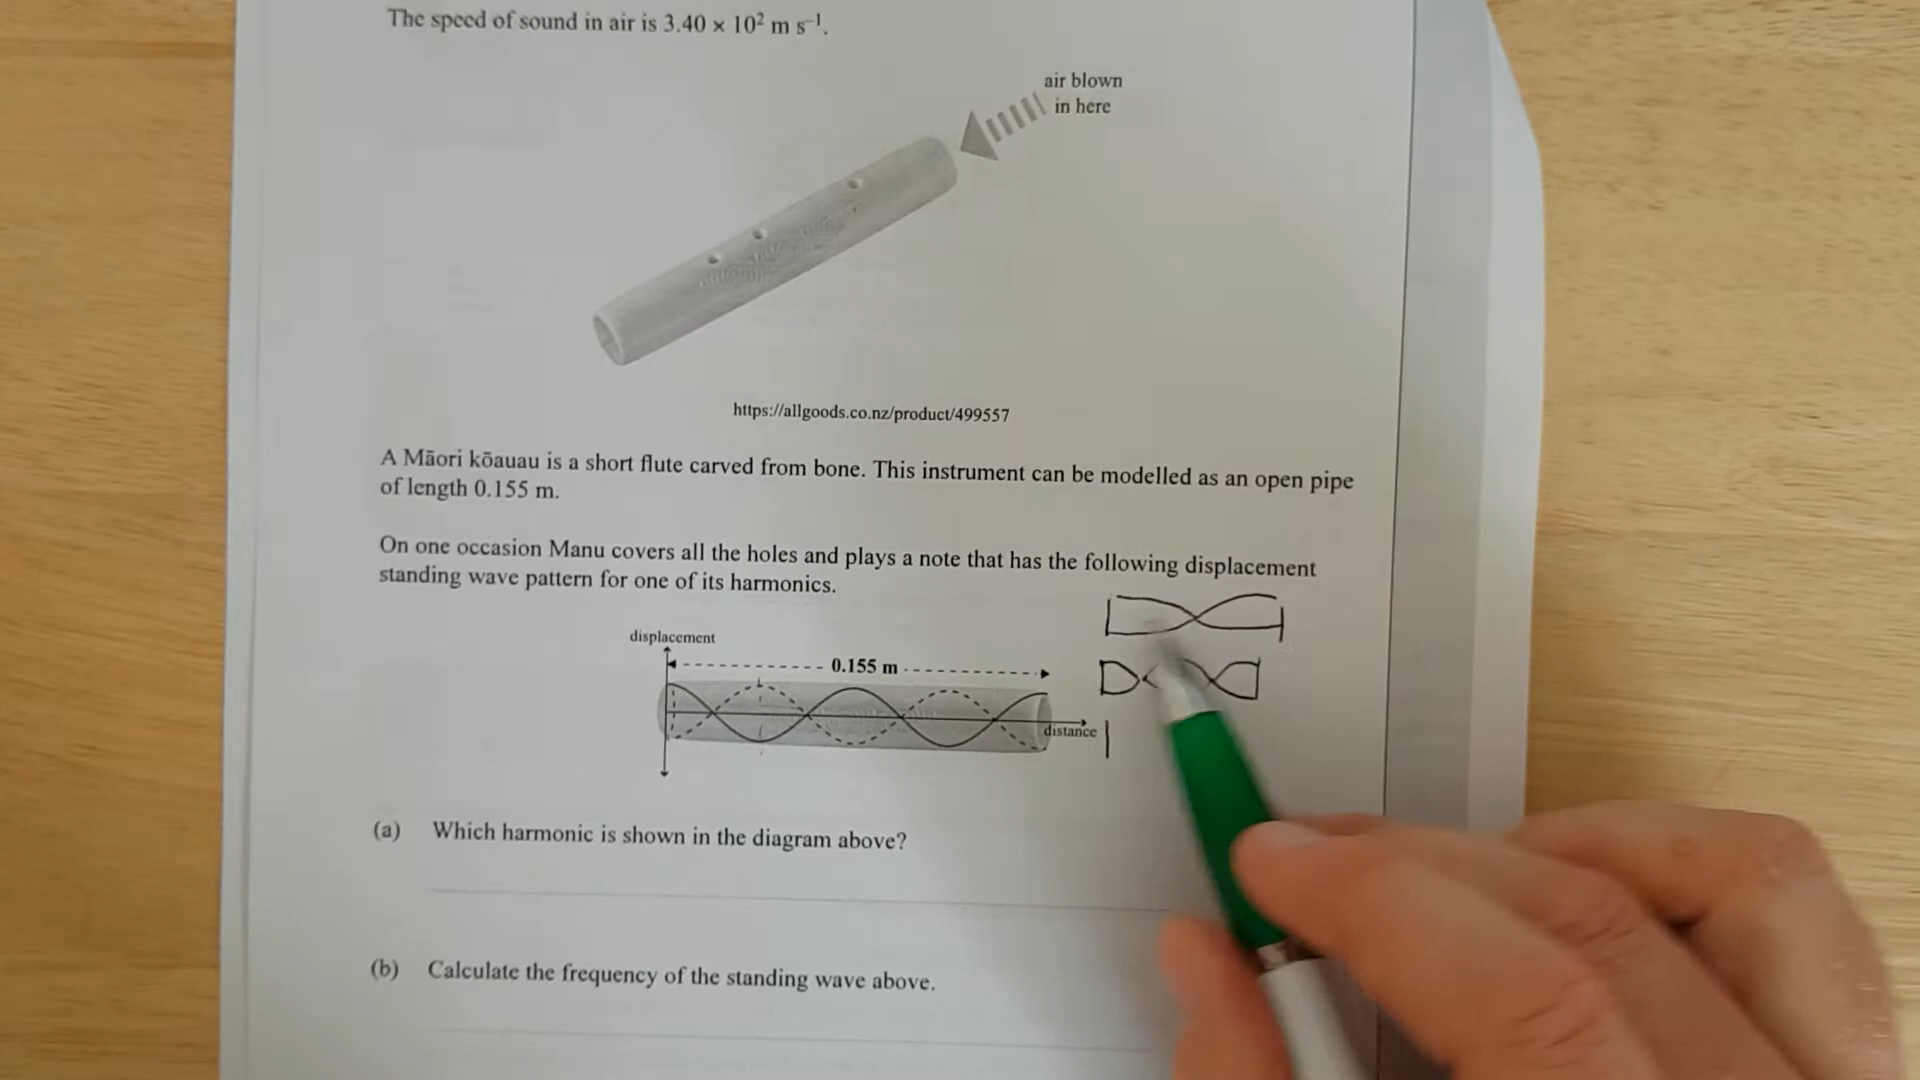 The speed of sound in air is 3.40 × 10² m s⁻¹.
air blown
in here
https://allgoods.co.nz/product/499557
A Māori kōauau is a short flute carved from bone. This instrument can be modelled as an open pipe
of length 0.155 m.
On one occasion Manu covers all the holes and plays a note that has the following displacement
standing wave pattern for one of its harmonics.
displacement
0.155 m
distance
(a) Which harmonic is shown in the diagram above?
(b) Calculate the frequency of the standing wave above.